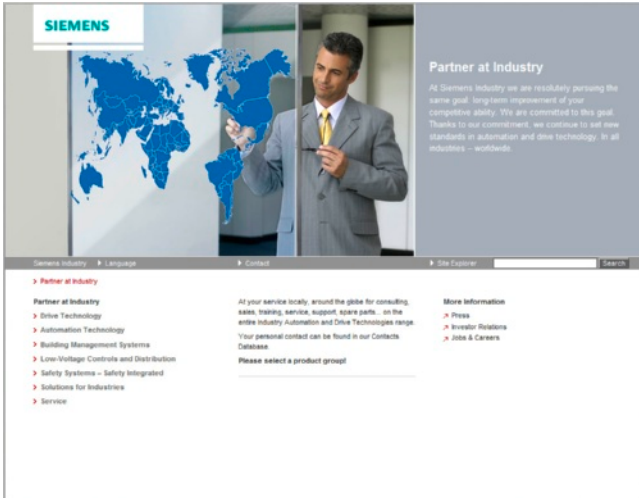 SIEMENS
Partner at Industry
At Siemens Industry we are resolutely pursuing the
same goal: long-term improvement of your
competitive ability. We are committed to this goal.
Thanks to our commitment, we continue to set new
standards in automation and drive technology. In all
industries – worldwide.
Siemens Industry Language Contact Site Explorer Search
Partner at Industry
Partner at Industry
Drive Technology
Automation Technology
Building Management Systems
Low-Voltage Controls and Distribution
Safety Systems – Safety Integrated
Solutions for Industries
Service
At your service locally, around the globe for consulting,
sales, training, service, support, spare parts... on the
entire Industry Automation and Drive Technologies range.
Your personal contact can be found in our Contacts
Database.
Please select a product group!
More Information
Press
Investor Relations
Jobs & Careers